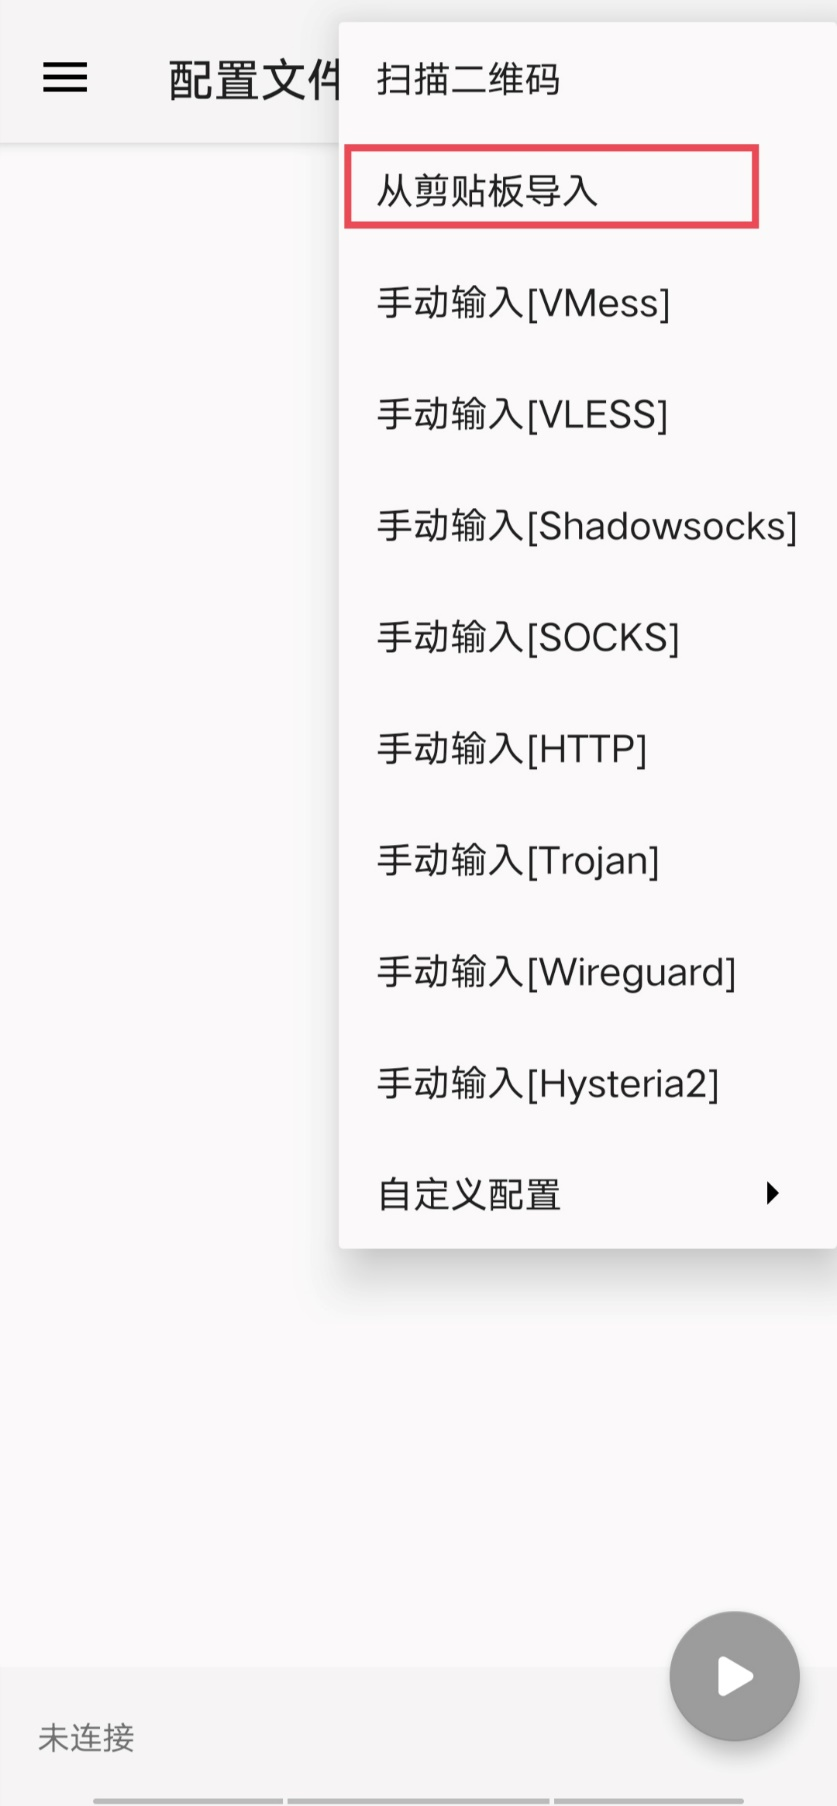 配置文件
扫描二维码
从剪贴板导入
手动输入[VMess]
手动输入[VLESS]
手动输入[Shadowsocks]
手动输入[SOCKS]
手动输入[HTTP]
手动输入[Trojan]
手动输入[Wireguard]
手动输入[Hysteria2]
自定义配置
未连接